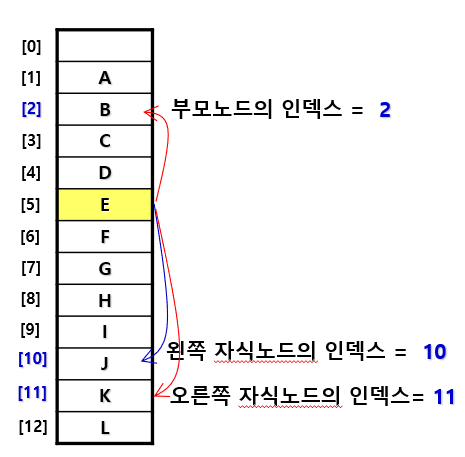 [0]
[1] A
[2] B 부모노드의 인덱스 = 2
[3] C
[4] D
[5] E
[6] F
[7] G
[8] H
[9] I
[10] J 왼쪽 자식노드의 인덱스 = 10
[11] K 오른쪽 자식노드의 인덱스= 11
[12] L